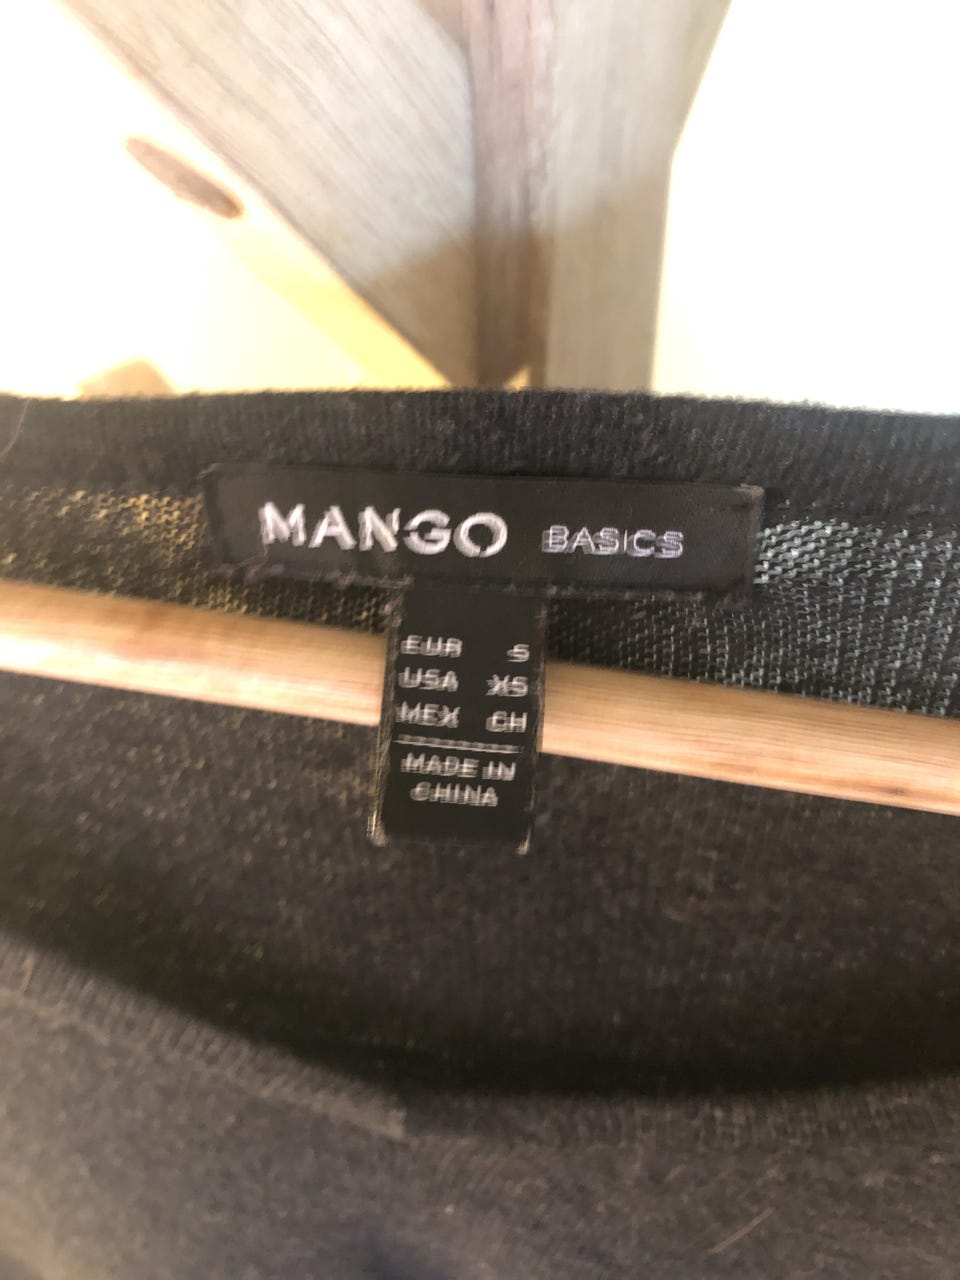 MANGO BASICS
EUR S
USA XS
MEX CH
MADE IN
CHINA